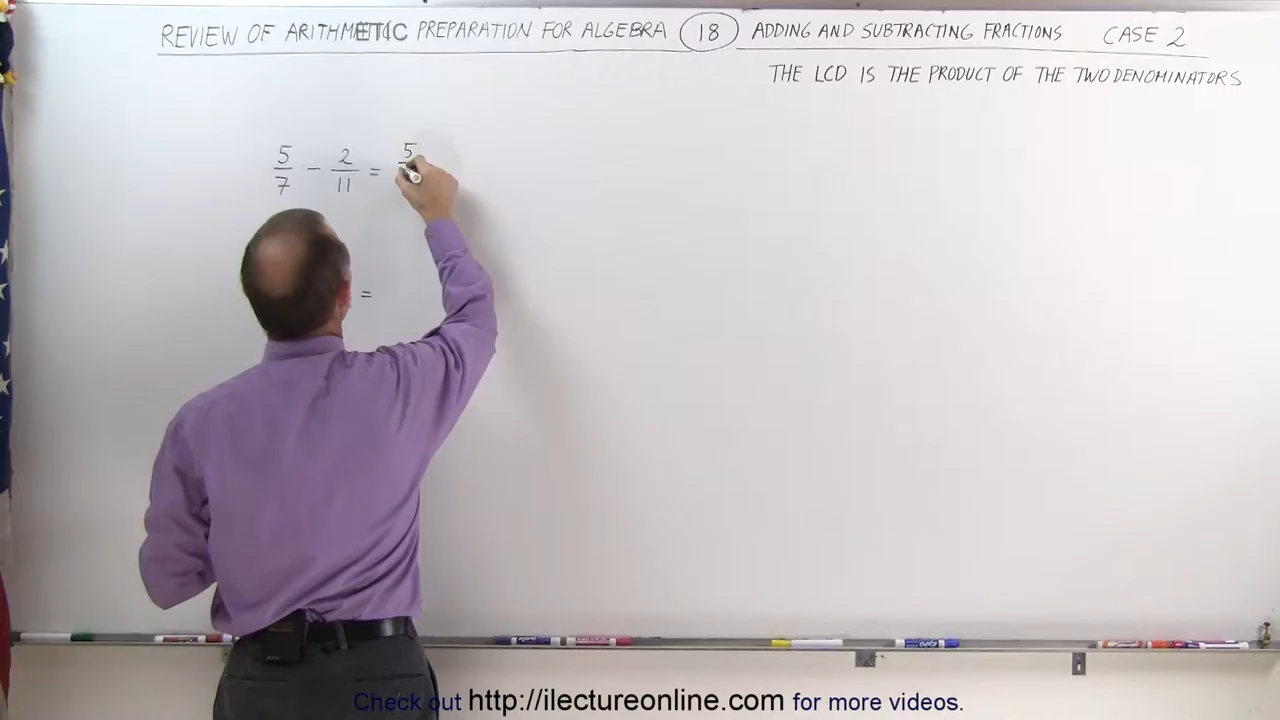 REVIEW OF ARITHMETIC PREPARATION FOR ALGEBRA 18 ADDING AND SUBTRACTING FRACTIONS CASE 2
THE LCD IS THE PRODUCT OF THE TWO DENOMINATORS
5/7 - 2/11 = 5
=
Check out http://ilectureonline.com for more videos.